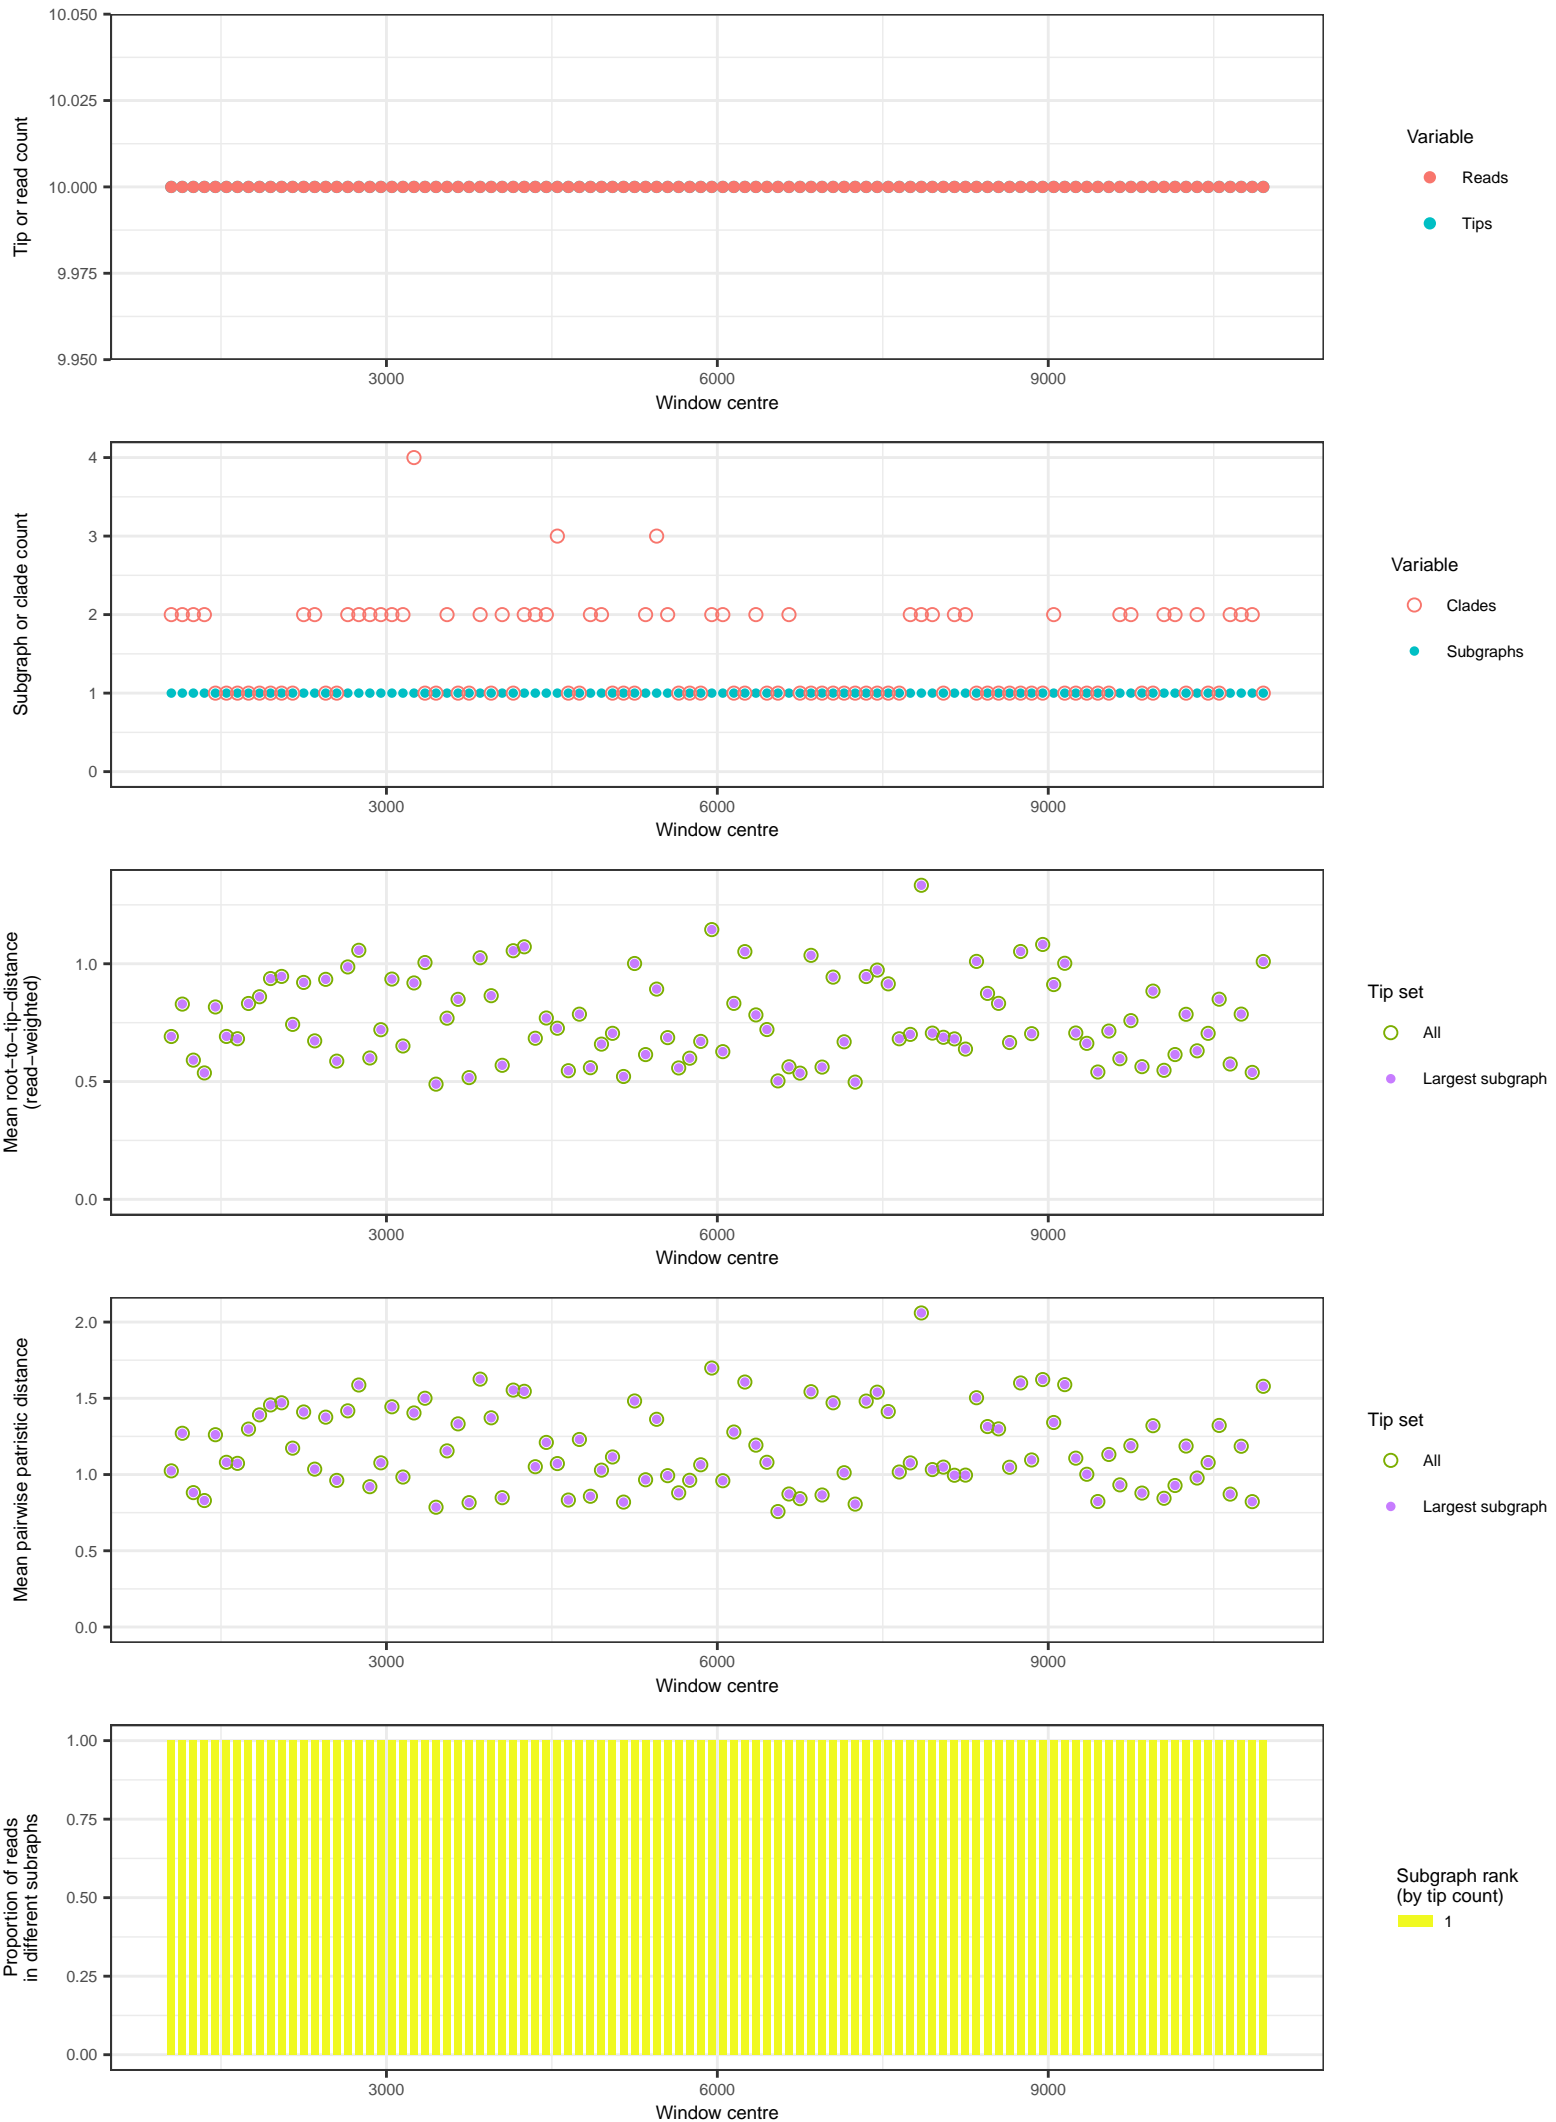 10.050
10.025
10.000
9.975
9.950
Tip or read count
3000 6000 9000
Window centre
Variable
Reads
Tips
4
3
2
1
0
Subgraph or clade count
3000 6000 9000
Window centre
Variable
Clades
Subgraphs
1.0
0.5
0.0
Mean root−to−tip−distance
(read−weighted)
3000 6000 9000
Window centre
Tip set
All
Largest subgraph
2.0
1.5
1.0
0.5
0.0
Mean pairwise patristic distance
3000 6000 9000
Window centre
Tip set
All
Largest subgraph
1.00
0.75
0.50
0.25
0.00
Proportion of reads
in different subraphs
3000 6000 9000
Window centre
Subgraph rank
(by tip count)
1